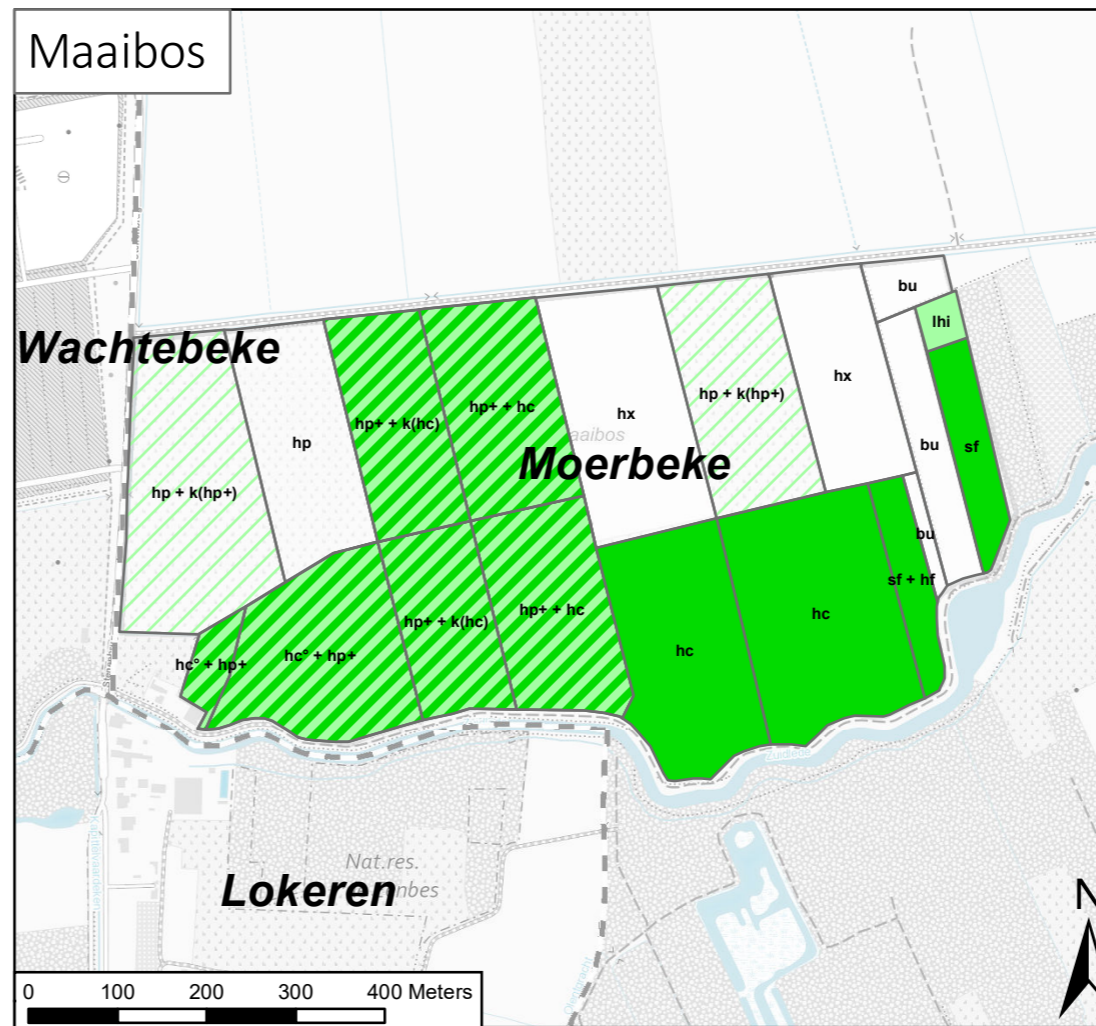 Maaibos
bu
lhi
Wachtebeke
hp+ + hc
hx
hp + k(hp+)
hx
hp
hp+ + k(hc)
aaibos
bu
sf
Moerbeke
hp + k(hp+)
bu
sf + hf
hp+ + k(hc)
hp+ + hc
hc
hc
hc° + hp+
hc° + hp+
Nat.res.
Lokeren
nbes
N
0 100 200 300 400 Meters